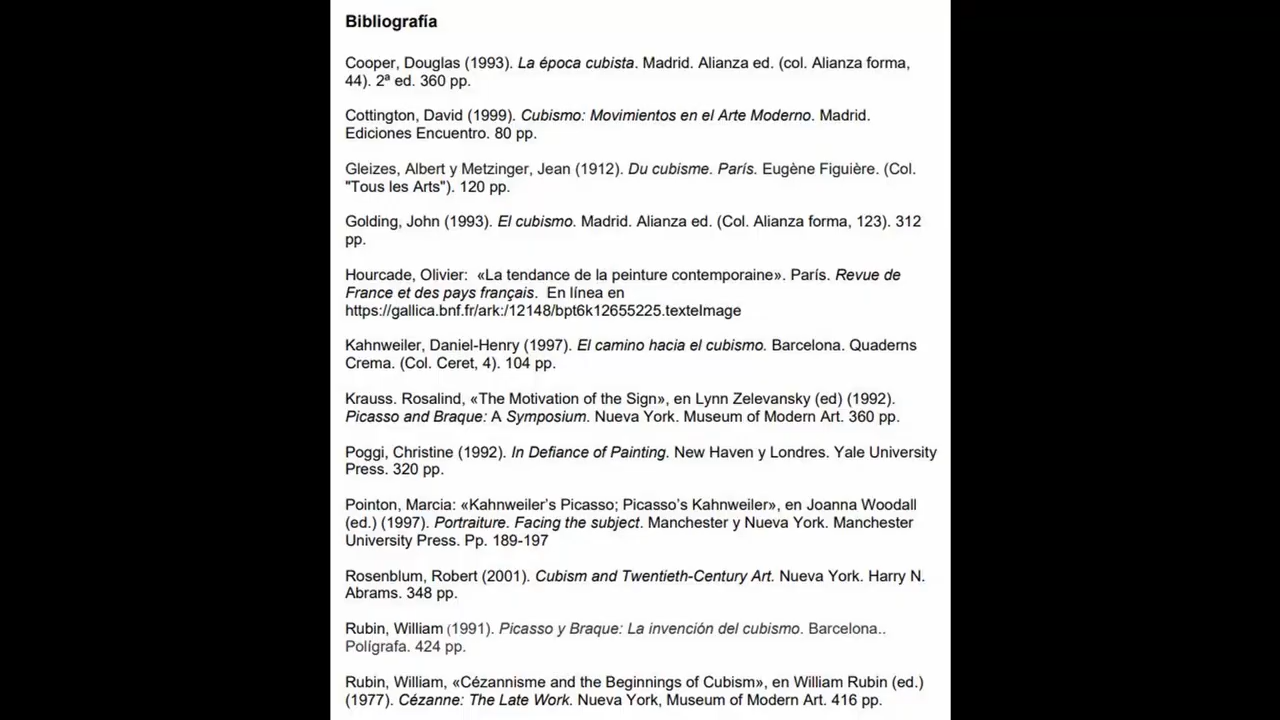 Bibliografía
Cooper, Douglas (1993). La época cubista. Madrid. Alianza ed. (col. Alianza forma,
44). 2ª ed. 360 pp.
Cottington, David (1999). Cubismo: Movimientos en el Arte Moderno. Madrid.
Ediciones Encuentro. 80 pp.
Gleizes, Albert y Metzinger, Jean (1912). Du cubisme. París. Eugène Figuière. (Col.
"Tous les Arts"). 120 pp.
Golding, John (1993). El cubismo. Madrid. Alianza ed. (Col. Alianza forma, 123). 312
pp.
Hourcade, Olivier:  «La tendance de la peinture contemporaine». París. Revue de
France et des pays français.  En línea en
https://gallica.bnf.fr/ark:/12148/bpt6k12655225.texteImage
Kahnweiler, Daniel-Henry (1997). El camino hacia el cubismo. Barcelona. Quaderns
Crema. (Col. Ceret, 4). 104 pp.
Krauss. Rosalind, «The Motivation of the Sign», en Lynn Zelevansky (ed) (1992).
Picasso and Braque: A Symposium. Nueva York. Museum of Modern Art. 360 pp.
Poggi, Christine (1992). In Defiance of Painting. New Haven y Londres. Yale University
Press. 320 pp.
Pointon, Marcia: «Kahnweiler’s Picasso; Picasso’s Kahnweiler», en Joanna Woodall
(ed.) (1997). Portraiture. Facing the subject. Manchester y Nueva York. Manchester
University Press. Pp. 189-197
Rosenblum, Robert (2001). Cubism and Twentieth-Century Art. Nueva York. Harry N.
Abrams. 348 pp.
Rubin, William (1991). Picasso y Braque: La invención del cubismo. Barcelona..
Polígrafa. 424 pp.
Rubin, William, «Cézannisme and the Beginnings of Cubism», en William Rubin (ed.)
(1977). Cézanne: The Late Work. Nueva York, Museum of Modern Art. 416 pp.